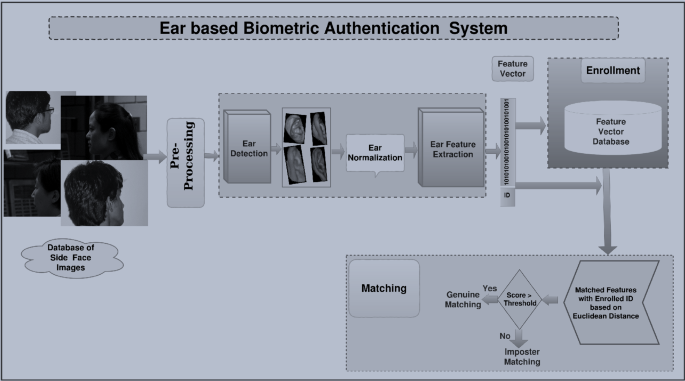 Ear based Biometric Authentication System
Feature
Vector
Enrollment
Feature
Vector
Database
Pre-
Processing
Ear
Detection
Ear
Normalization
Ear Feature
Extraction
ID
Database of
Side Face
Images
Matching
Yes
Genuine
Matching
Score >
Threshold
No
Imposter
Matching
Matched Features
with Enrolled ID
based on
Euclidean Distance